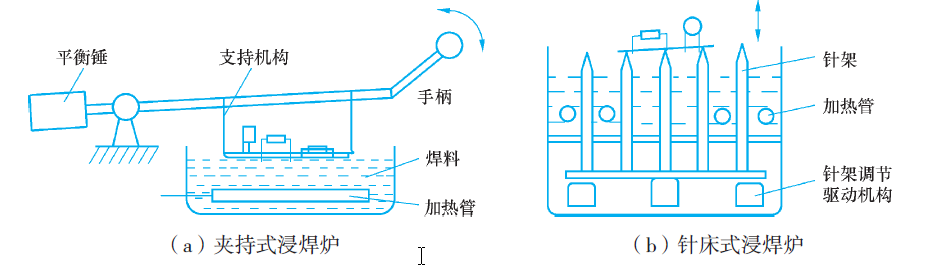 平衡锤
支持机构
手柄
焊料
加热管
(a)夹持式浸焊炉
针架
加热管
针架调节
驱动机构
(b)针床式浸焊炉